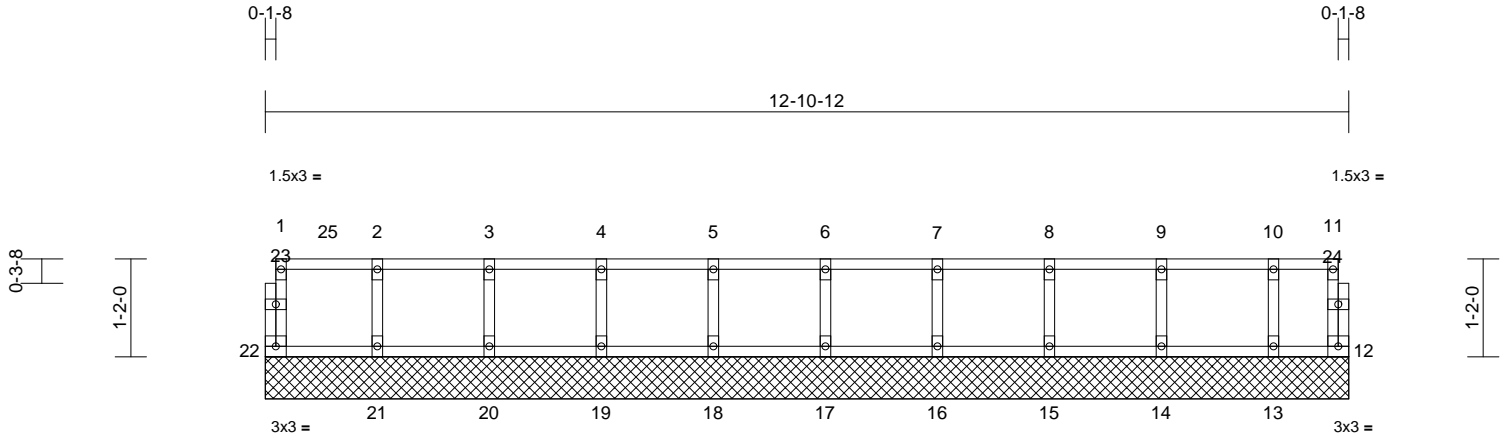 0-1-8 0-1-8
12-10-12
1.5x3 = 1.5x3 =
1 25 2 3 4 5 6 7 8 9 10 11
23 24
0-3-8
1-2-0 1-2-0
22 12
21 20 19 18 17 16 15 14 13
3x3 = 3x3 =